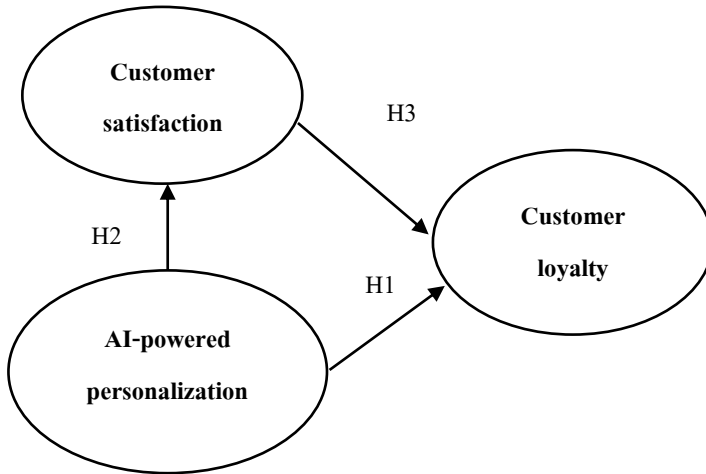 Customer
satisfaction
H3
Customer
loyalty
H2
H1
AI-powered
personalization